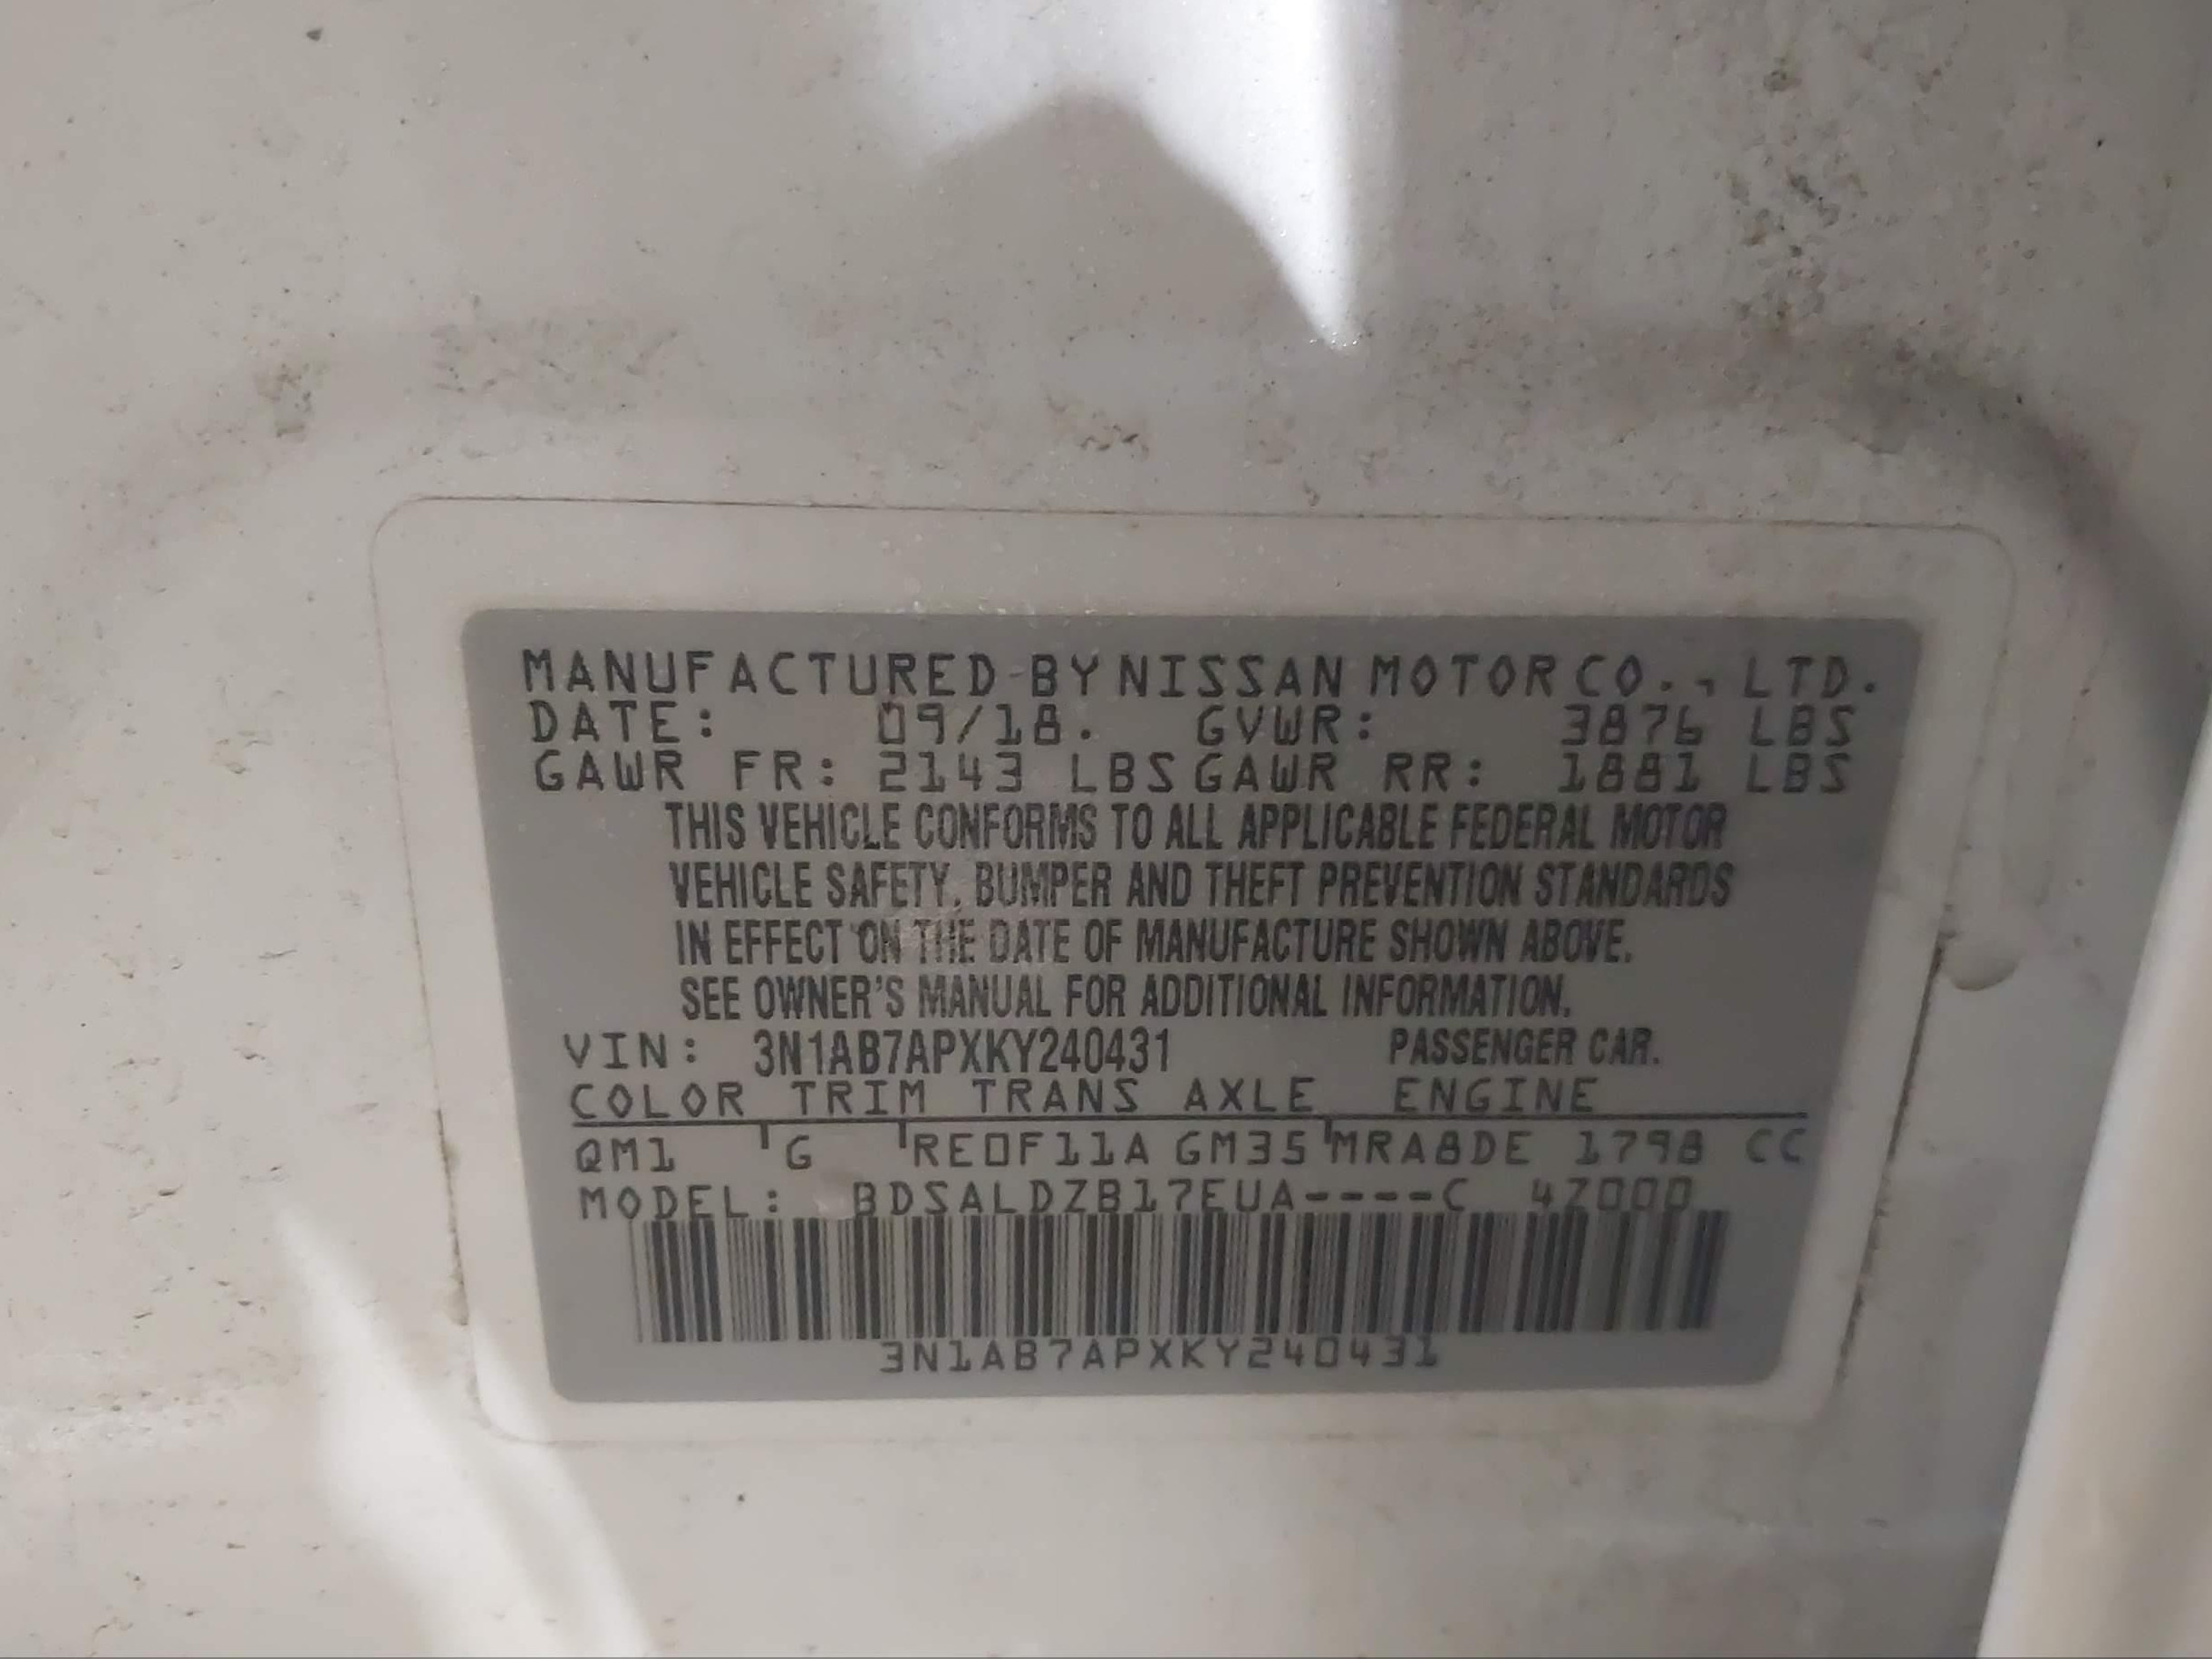 MANUFACTURED BY NISSAN MOTOR CO., LTD.
DATE: 09/18. GVWR: 3876 LBS
GAWR FR: 2143 LBS GAWR RR: 1881 LBS
THIS VEHICLE CONFORMS TO ALL APPLICABLE FEDERAL MOTOR
VEHICLE SAFETY, BUMPER AND THEFT PREVENTION STANDARDS
IN EFFECT ON THE DATE OF MANUFACTURE SHOWN ABOVE.
SEE OWNER'S MANUAL FOR ADDITIONAL INFORMATION.
VIN: 3N1AB7APXKY240431 PASSENGER CAR.
COLOR TRIM TRANS AXLE ENGINE
QM1 G RE0F11A GM35 MRA8DE 1798 CC
MODEL: BDSALDZB17EUA----C 4Z000
3N1AB7APXKY240431